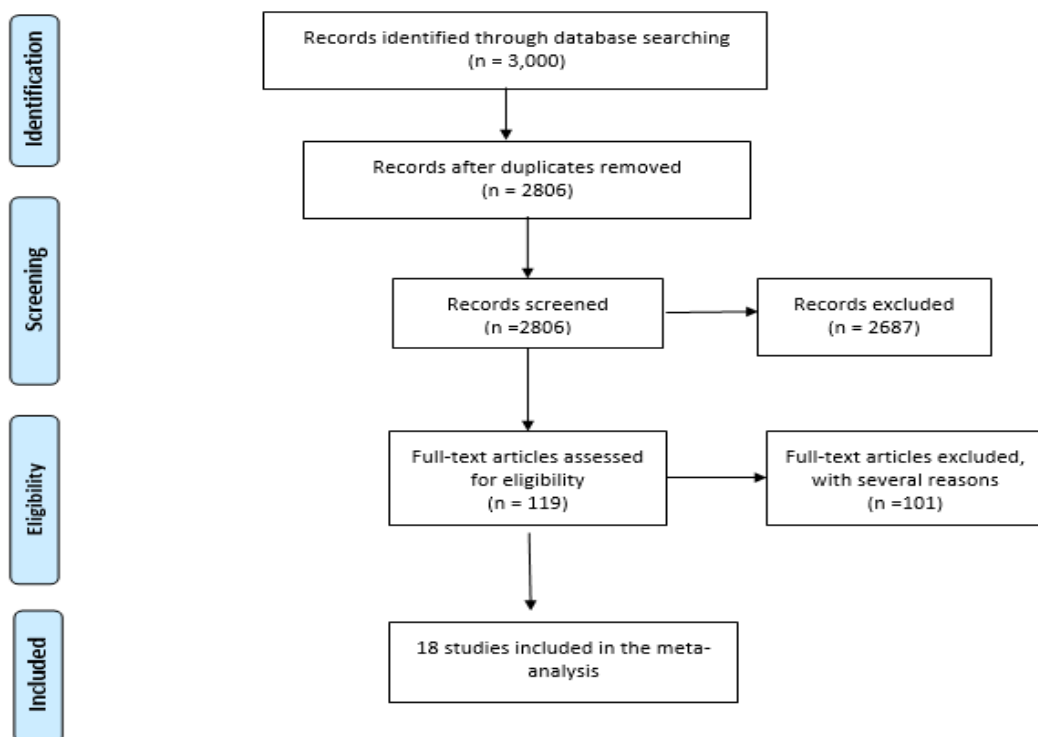 Identification
Records identified through database searching
(n = 3,000)
Records after duplicates removed
(n = 2806)
Screening
Records screened
(n =2806)
Records excluded
(n = 2687)
Eligibility
Full-text articles assessed
for eligibility
(n = 119)
Full-text articles excluded,
with several reasons
(n =101)
Included
18 studies included in the meta-
analysis